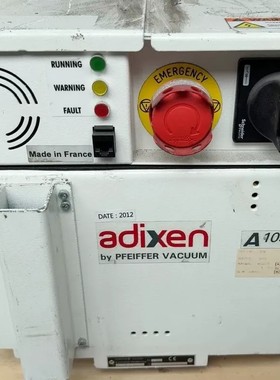 RUNNING
WARNING
FAULT
EMERGENCY
Made in France
DATE : 2012
adixen
by PFEIFFER VACUUM
A 10